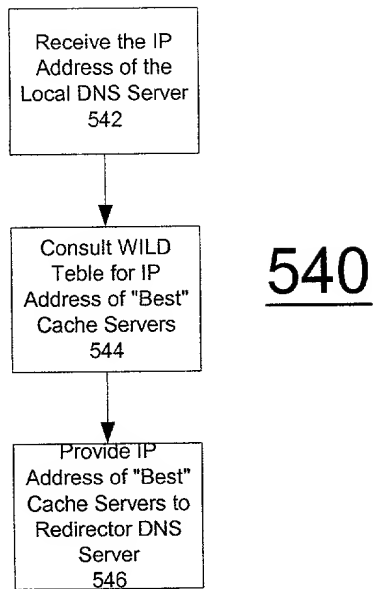 Receive the IP
Address of the
Local DNS Server
542
Consult WILD
Teble for IP
Address of "Best"
Cache Servers
544
540
Provide IP
Address of "Best"
Cache Servers to
Redirector DNS
Server
546